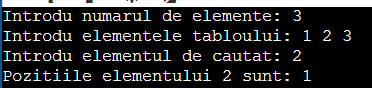 Introdu numarul de elemente: 3
Introdu elementele tabloului: 1 2 3
Introdu elementul de cautat: 2
Pozitiile elementului 2 sunt: 1